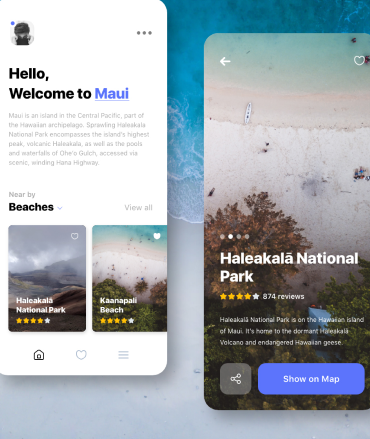 Hello,
Welcome to Maui
Maui is an island in the Central Pacific, part of
the Hawaiian archipelago. Sprawling Haleakala
National Park encompasses the island's highest
peak, volcanic Haleakala, as well as the pools
and waterfalls of Ohe'o Gulch, accessed via
scenic, winding Hana Highway.
Near by
Beaches
View all
Haleakalā
National Park
Kaanapali
Beach
Haleakalā National
Park
874 reviews
Haleakalā National Park is on the Hawaiian island
of Maui. It's home to the dormant Haleakalā
Volcano and endangered Hawaiian geese.
Show on Map